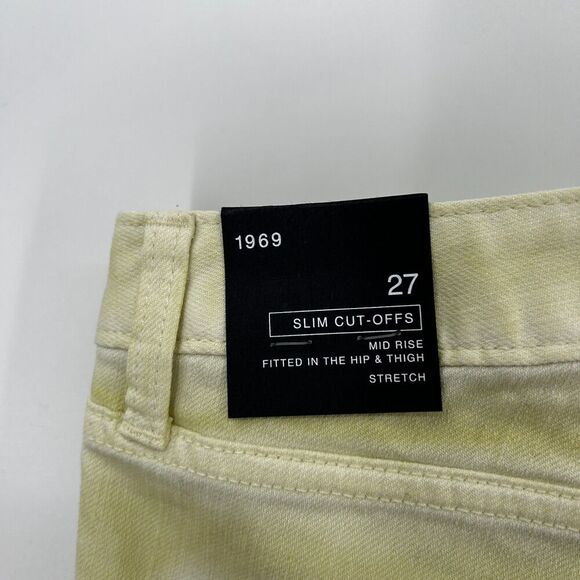 1969
27
SLIM CUT-OFFS
MID RISE
FITTED IN THE HIP & THIGH
STRETCH